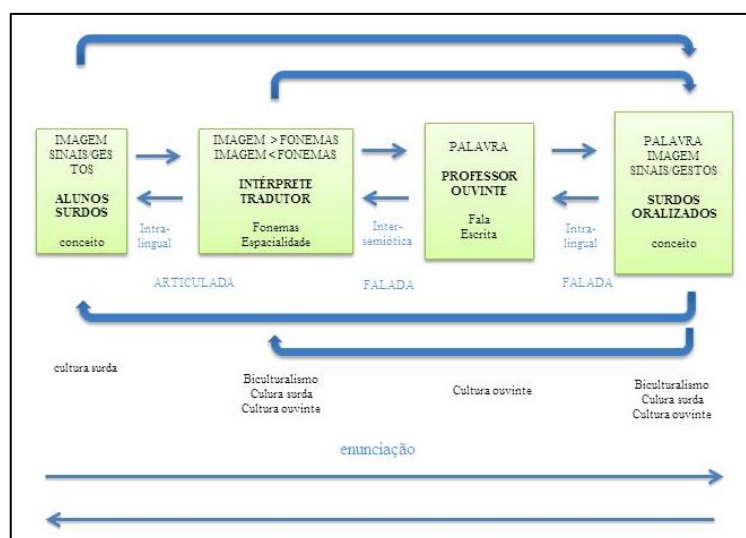 IMAGEM
SINAIS/GES
TOS
ALUNOS
SURDOS
conceito
Intra-
lingual
IMAGEM > FONEMAS
IMAGEM < FONEMAS
INTÉRPRETE
TRADUTOR
Fonemas
Espacialidade
Inter-
semiótica
PALAVRA
PROFESSOR
OUVINTE
Fala
Escrita
Intra-
lingual
PALAVRA
IMAGEM
SINAIS/GESTOS
SURDOS
ORALIZADOS
conceito
ARTICULADA
FALADA
FALADA
cultura surda
Biculturalismo
Culura surda
Cultura ouvinte
Cultura ouvinte
Biculturalismo
Culura surda
Cultura ouvinte
enunciação